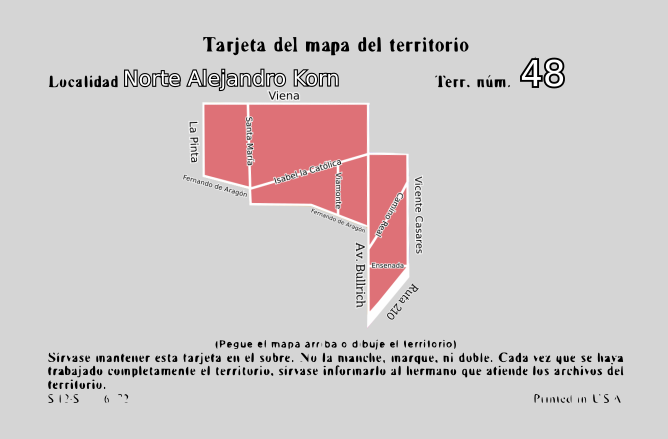 Tarjeta del mapa del territorio
Localidad Norte Alejandro Korn Terr. núm. 48
Viena
La Pinta
Santa María
Isabel la Católica
Viamonte
Fernando de Aragón
Fernando de Aragón
Camino Real
Vicente Casares
Av. Bullrich
Ensenada
Ruta 210
(Pegue el mapa arriba o dibuje el territorio)
Sírvase mantener esta tarjeta en el sobre. No la manche, marque, ni doble. Cada vez que se haya
trabajado completamente el territorio, sírvase informarlo al hermano que atiende los archivos del
territorio.
S-12-S 6-72 Printed in U.S.A.